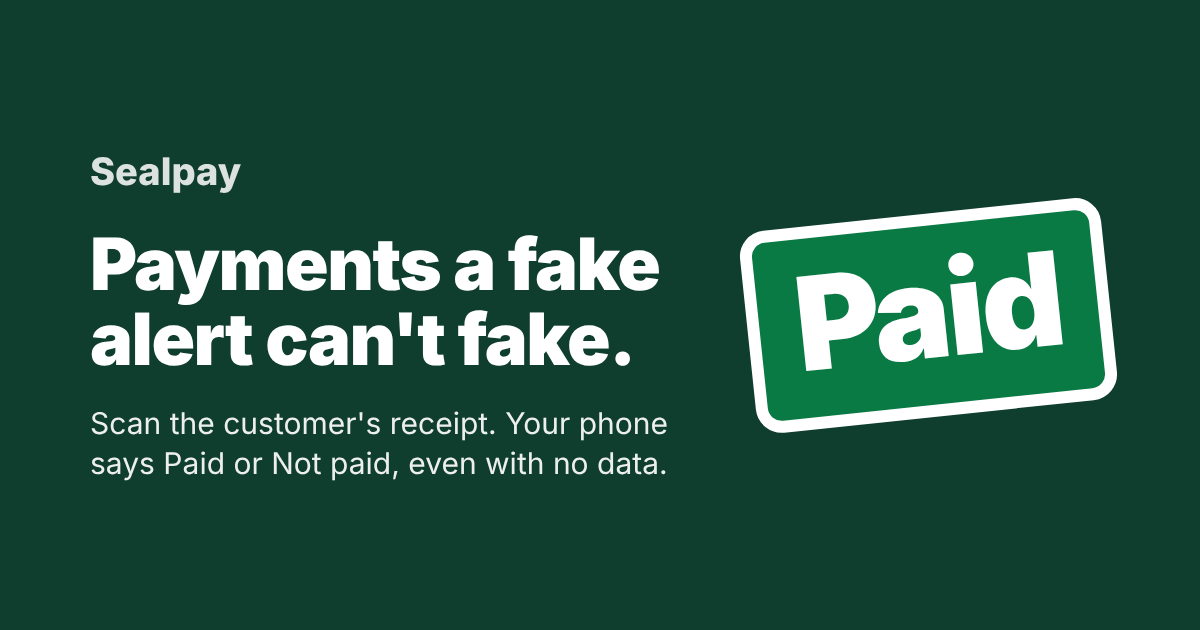 Sealpay
Payments a fake
alert can't fake.
Scan the customer's receipt. Your phone
says Paid or Not paid, even with no data.
Paid